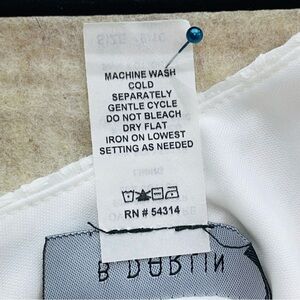 MACHINE WASH
COLD
SEPARATELY
GENTLE CYCLE
DO NOT BLEACH
DRY FLAT
IRON ON LOWEST
SETTING AS NEEDED
RN # 54314
B DARLIN